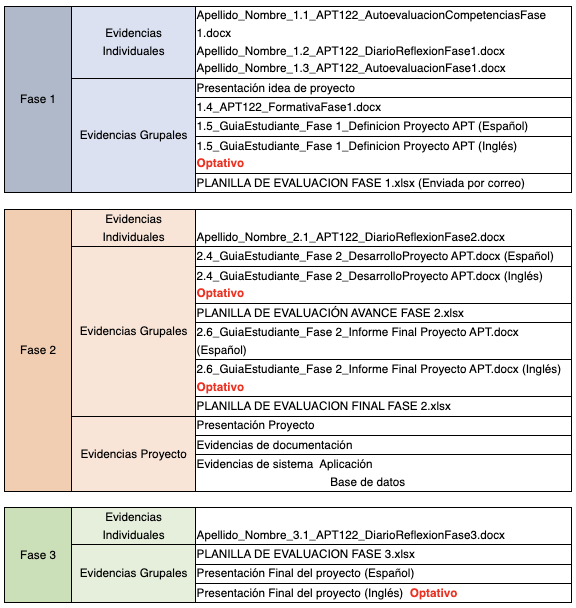 Fase 1
Evidencias
Individuales
Apellido_Nombre_1.1_APT122_AutoevaluacionCompetenciasFase
1.docx
Apellido_Nombre_1.2_APT122_DiarioReflexionFase1.docx
Apellido_Nombre_1.3_APT122_AutoevaluacionFase1.docx
Evidencias Grupales
Presentación idea de proyecto
1.4_APT122_FormativaFase1.docx
1.5_GuiaEstudiante_Fase 1_Definicion Proyecto APT (Español)
1.5_GuiaEstudiante_Fase 1_Definicion Proyecto APT (Inglés)
Optativo
PLANILLA DE EVALUACION FASE 1.xlsx (Enviada por correo)
Fase 2
Evidencias
Individuales
Apellido_Nombre_2.1_APT122_DiarioReflexionFase2.docx
Evidencias Grupales
2.4_GuiaEstudiante_Fase 2_DesarrolloProyecto APT.docx (Español)
2.4_GuiaEstudiante_Fase 2_DesarrolloProyecto APT.docx (Inglés)
Optativo
PLANILLA DE EVALUACIÓN AVANCE FASE 2.xlsx
2.6_GuiaEstudiante_Fase 2_Informe Final Proyecto APT.docx
(Español)
2.6_GuiaEstudiante_Fase 2_Informe Final Proyecto APT.docx (Inglés)
Optativo
PLANILLA DE EVALUACION FINAL FASE 2.xlsx
Evidencias Proyecto
Presentación Proyecto
Evidencias de documentación
Evidencias de sistema Aplicación
Base de datos
Fase 3
Evidencias
Individuales
Apellido_Nombre_3.1_APT122_DiarioReflexionFase3.docx
Evidencias Grupales
PLANILLA DE EVALUACION FASE 3.xlsx
Presentación Final del proyecto (Español)
Presentación Final del proyecto (Inglés) Optativo